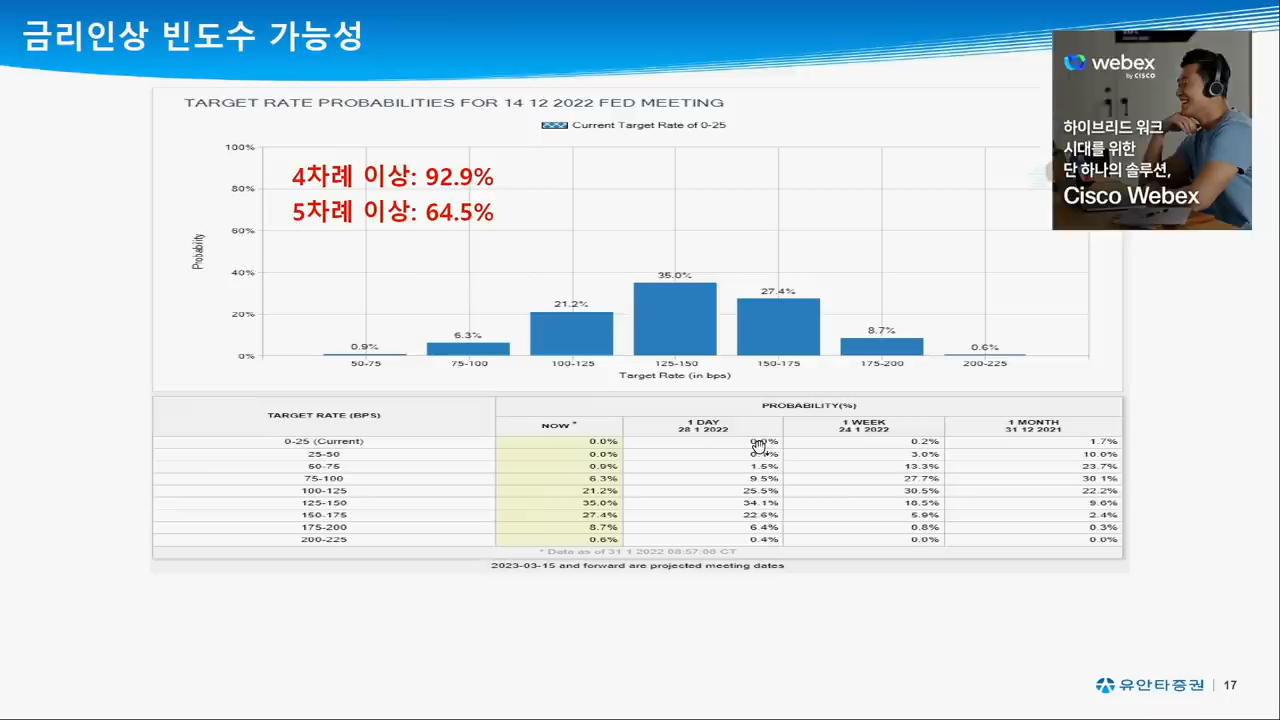 금리인상 빈도수 가능성
webex
by CISCO
하이브리드 워크
시대를 위한
단 하나의 솔루션,
Cisco Webex
TARGET RATE PROBABILITIES FOR 14 12 2022 FED MEETING
Current Target Rate of 0-25
4차례 이상: 92.9%
5차례 이상: 64.5%
Probability
100%
80%
60%
40%
20%
0%
0.9%
6.3%
21.2%
35.0%
27.4%
8.7%
0.6%
50-75 75-100 100-125 125-150 150-175 175-200 200-225
Target Rate (in bps)
TARGET RATE (BPS) PROBABILITY(%)
NOW * 1 DAY 28 1 2022 1 WEEK 24 1 2022 1 MONTH 31 12 2021
0-25 (Current) 0.0% 0.2% 1.7%
25-50 0.0% 3.0% 10.0%
50-75 0.9% 1.5% 13.3% 23.7%
75-100 6.3% 9.5% 27.7% 30.1%
100-125 21.2% 25.5% 30.5% 22.2%
125-150 35.0% 34.1% 18.5% 9.6%
150-175 27.4% 22.6% 5.9% 2.4%
175-200 8.7% 6.4% 0.8% 0.3%
200-225 0.6% 0.4% 0.0% 0.0%
* Data as of 31 1 2022 08:57:08 CT
2023-03-15 and forward are projected meeting dates
유안타증권 | 17